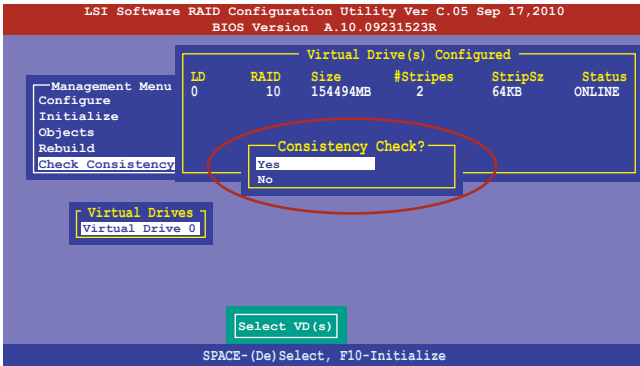 LSI Software RAID Configuration Utility Ver C.05 Sep 17,2010
BIOS Version A.10.09231523R
Virtual Drive(s) Configured
LD RAID Size #Stripes StripSz Status
0 10 154494MB 2 64KB ONLINE
Management Menu
Configure
Initialize
Objects
Rebuild
Check Consistency
Consistency Check?
Yes
No
Virtual Drives
Virtual Drive 0
Select VD(s)
SPACE-(De)Select, F10-Initialize